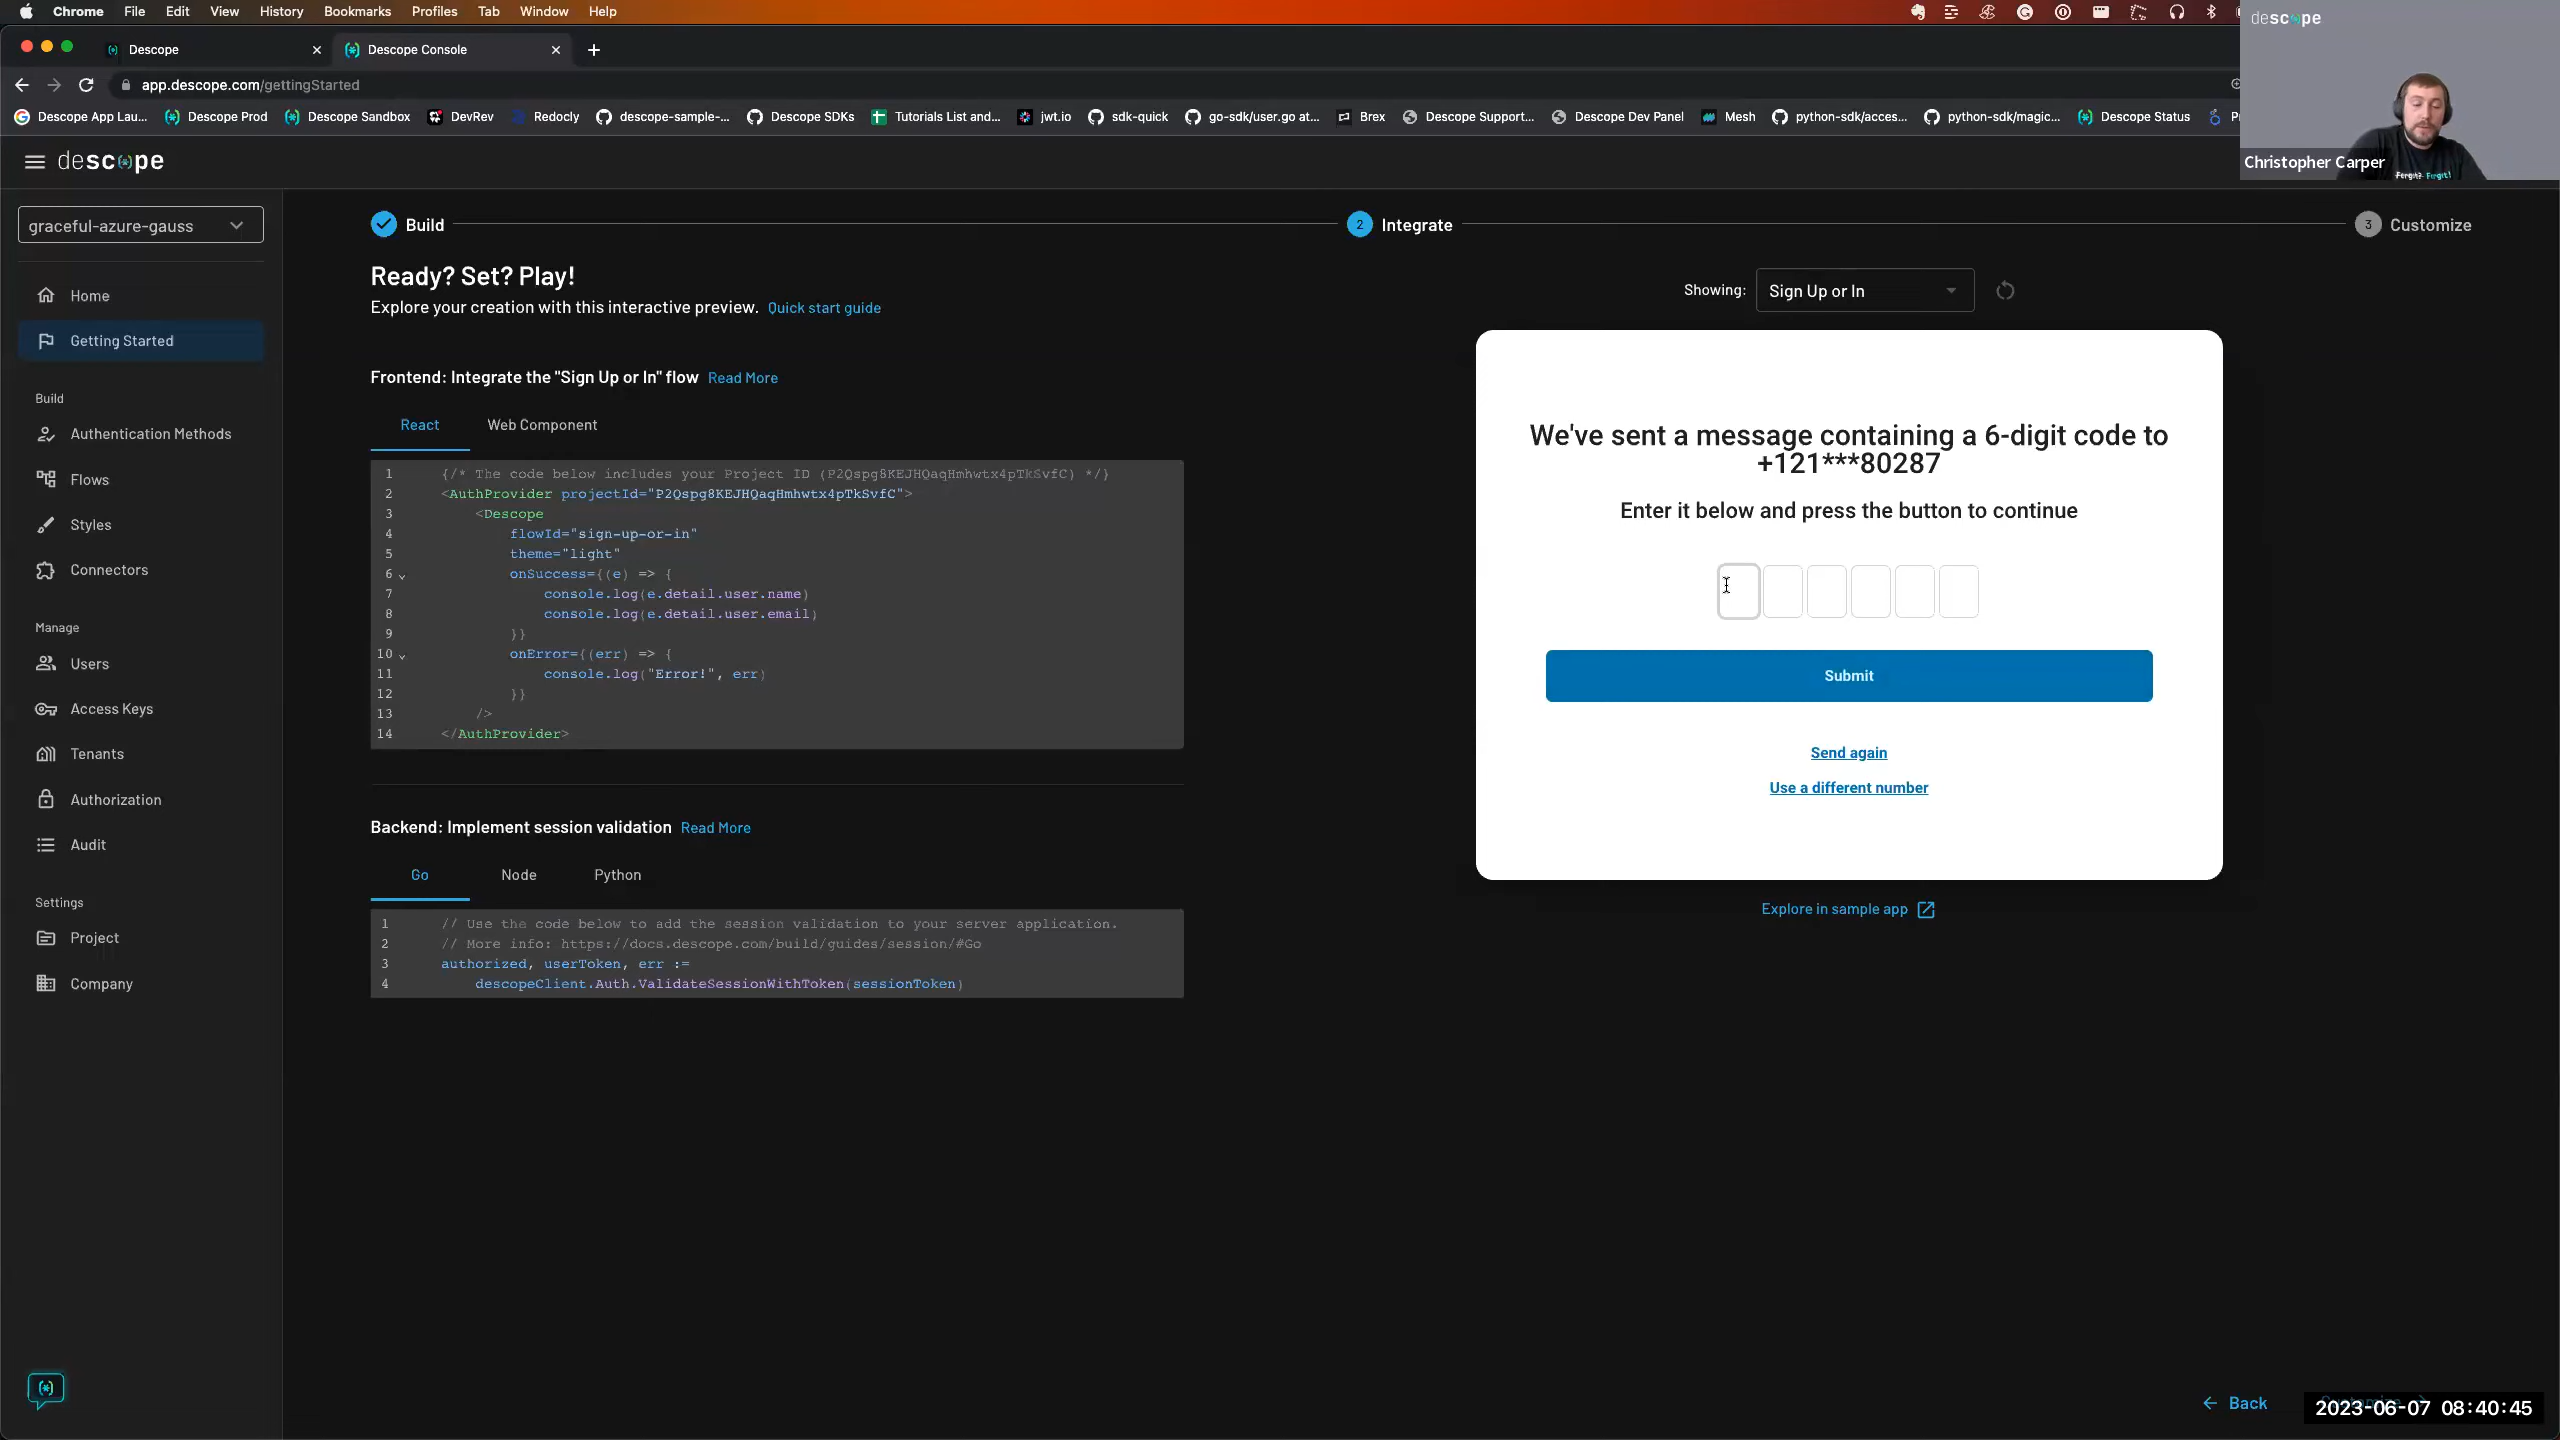 Chrome File Edit View History Bookmarks Profiles Tab Window Help
descope
Descope
Descope Console
app.descope.com/gettingStarted
Descope App Lau... Descope Prod Descope Sandbox DevRev Redocly descope-sample-... Descope SDKs Tutorials List and... jwt.io sdk-quick go-sdk/user.go at... Brex Descope Support... Descope Dev Panel Mesh python-sdk/acces... python-sdk/magic... Descope Status
Christopher Carper
descope
graceful-azure-gauss
Home
Getting Started
Build
Authentication Methods
Flows
Styles
Connectors
Manage
Users
Access Keys
Tenants
Authorization
Audit
Settings
Project
Company
Build
2 Integrate
3 Customize
Ready? Set? Play!
Explore your creation with this interactive preview. Quick start guide
Frontend: Integrate the "Sign Up or In" flow Read More
React Web Component
1 {/* The code below includes your Project ID (P2Qspg8KEJHQaqHmhwtx4pTkSvfC) */}
2 <AuthProvider projectId="P2Qspg8KEJHQaqHmhwtx4pTkSvfC">
3 <Descope
4 flowId="sign-up-or-in"
5 theme="light"
6 onSuccess={(e) => {
7 console.log(e.detail.user.name)
8 console.log(e.detail.user.email)
9 }}
10 onError={(err) => {
11 console.log("Error!", err)
12 }}
13 />
14 </AuthProvider>
Backend: Implement session validation Read More
Go Node Python
1 // Use the code below to add the session validation to your server application.
2 // More info: https://docs.descope.com/build/guides/session/#Go
3 authorized, userToken, err :=
4 descopeClient.Auth.ValidateSessionWithToken(sessionToken)
Showing: Sign Up or In
We've sent a message containing a 6-digit code to
+121***80287
Enter it below and press the button to continue
Submit
Send again
Use a different number
Explore in sample app
Back
2023-06-07 08:40:45